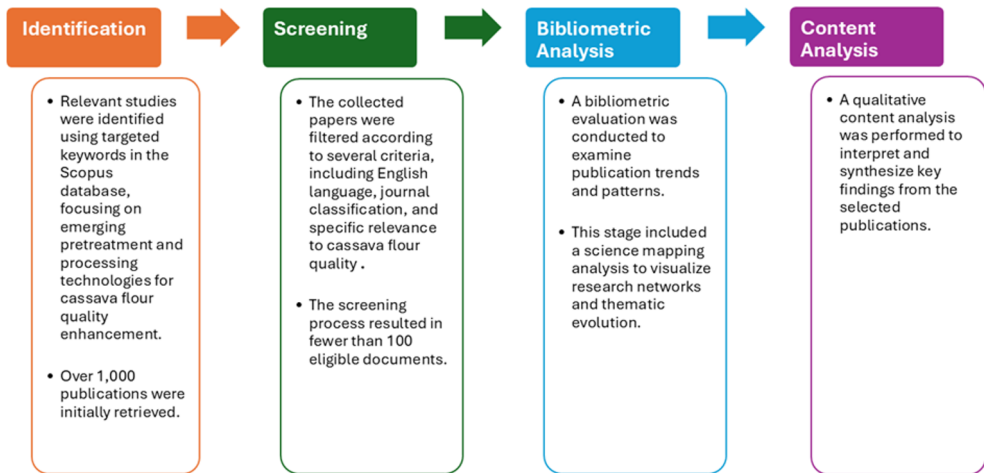 Identification
Screening
Bibliometric
Analysis
Content
Analysis
• Relevant studies
were identified
using targeted
keywords in the
Scopus
database,
focusing on
emerging
pretreatment and
processing
technologies for
cassava flour
quality
enhancement.
• Over 1,000
publications were
initially retrieved.
• The collected
papers were
filtered according
to several criteria,
including English
language, journal
classification, and
specific relevance
to cassava flour
quality .
• The screening
process resulted in
fewer than 100
eligible documents.
• A bibliometric
evaluation was
conducted to
examine
publication trends
and patterns.
• This stage included
a science mapping
analysis to visualize
research networks
and thematic
evolution.
• A qualitative
content analysis
was performed to
interpret and
synthesize key
findings from the
selected
publications.